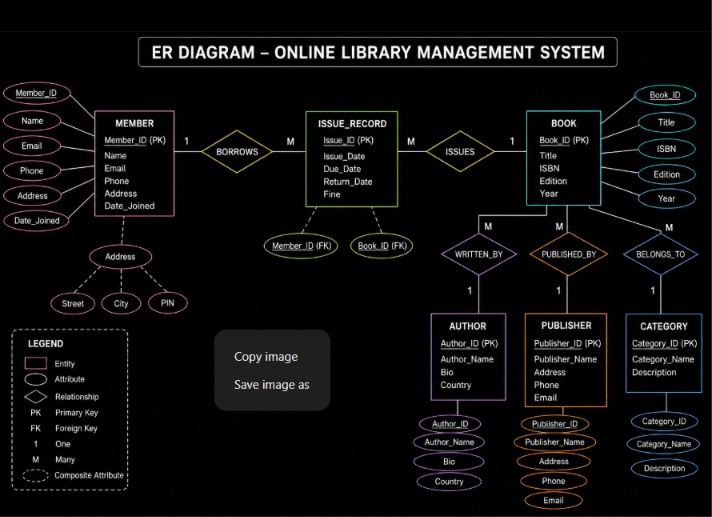 ER DIAGRAM – ONLINE LIBRARY MANAGEMENT SYSTEM
Member_ID
Name
Email
Phone
Address
Date_Joined
MEMBER
Member_ID (PK)
Name
Email
Phone
Address
Date_Joined
1
BORROWS
M
ISSUE_RECORD
Issue_ID (PK)
Issue_Date
Due_Date
Return_Date
Fine
M
ISSUES
1
BOOK
Book_ID (PK)
Title
ISBN
Edition
Year
Book_ID
Title
ISBN
Edition
Year
Member_ID (FK)
Book_ID (FK)
Address
Street
City
PIN
M
M
M
WRITTEN_BY
PUBLISHED_BY
BELONGS_TO
1
1
1
AUTHOR
Author_ID (PK)
Author_Name
Bio
Country
PUBLISHER
Publisher_ID (PK)
Publisher_Name
Address
Phone
Email
CATEGORY
Category_ID (PK)
Category_Name
Description
Author_ID
Author_Name
Bio
Country
Publisher_ID
Publisher_Name
Address
Phone
Email
Category_ID
Category_Name
Description
LEGEND
Entity
Attribute
Relationship
PK Primary Key
FK Foreign Key
1 One
M Many
Composite Attribute
Copy image
Save image as